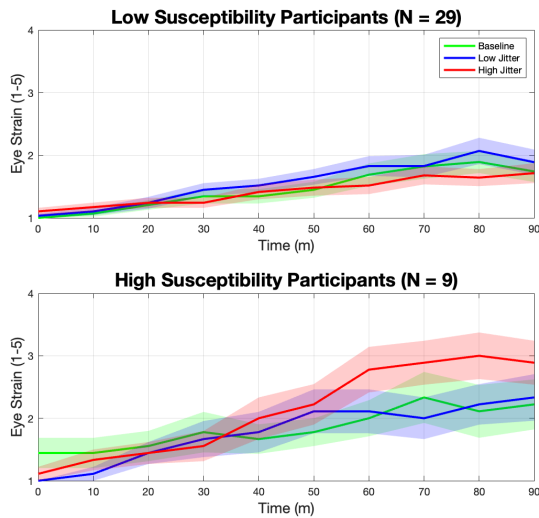 Low Susceptibility Participants (N = 29)
4
3
2
1
Eye Strain (1-5)
Baseline
Low Jitter
High Jitter
0 10 20 30 40 50 60 70 80 90
Time (m)
High Susceptibility Participants (N = 9)
4
3
2
1
Eye Strain (1-5)
0 10 20 30 40 50 60 70 80 90
Time (m)